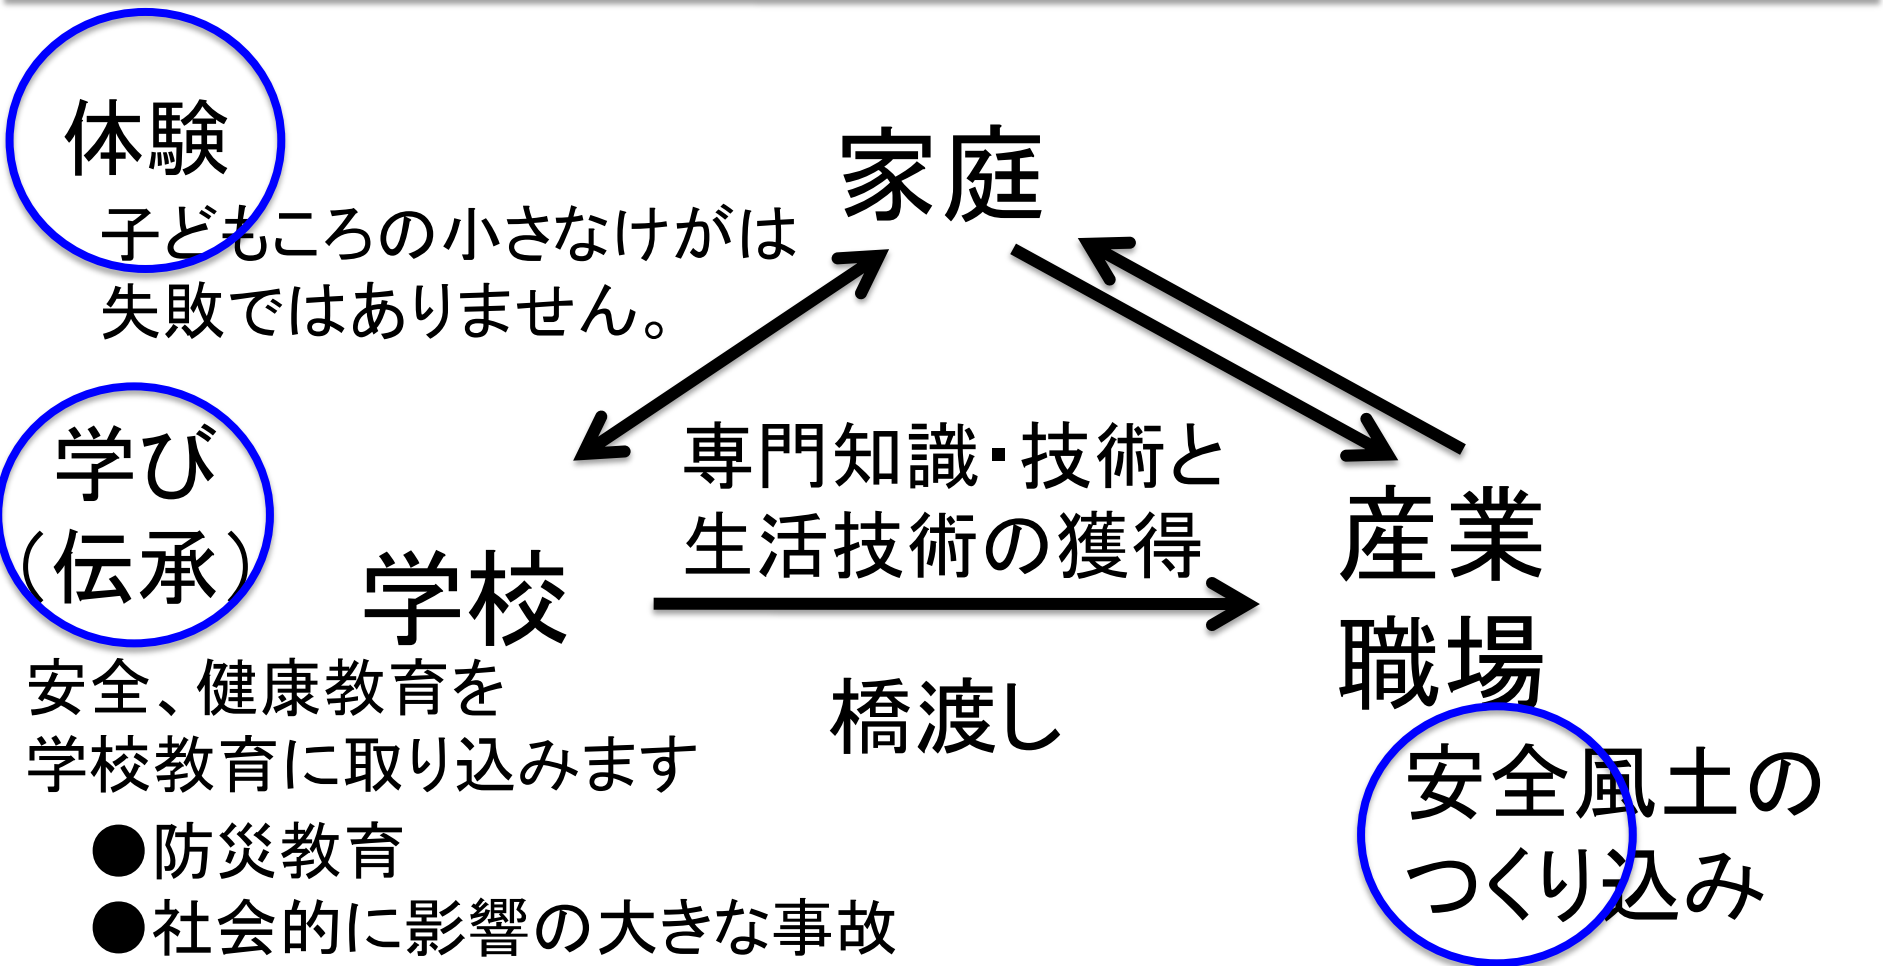 体験
子どもころの小さなけがは
失敗ではありません。
家庭
学び
（伝承）
学校
専門知識・技術と
生活技術の獲得
橋渡し
産業
職場
安全風土の
つくり込み
安全、健康教育を
学校教育に取り込みます
●防災教育
●社会的に影響の大きな事故